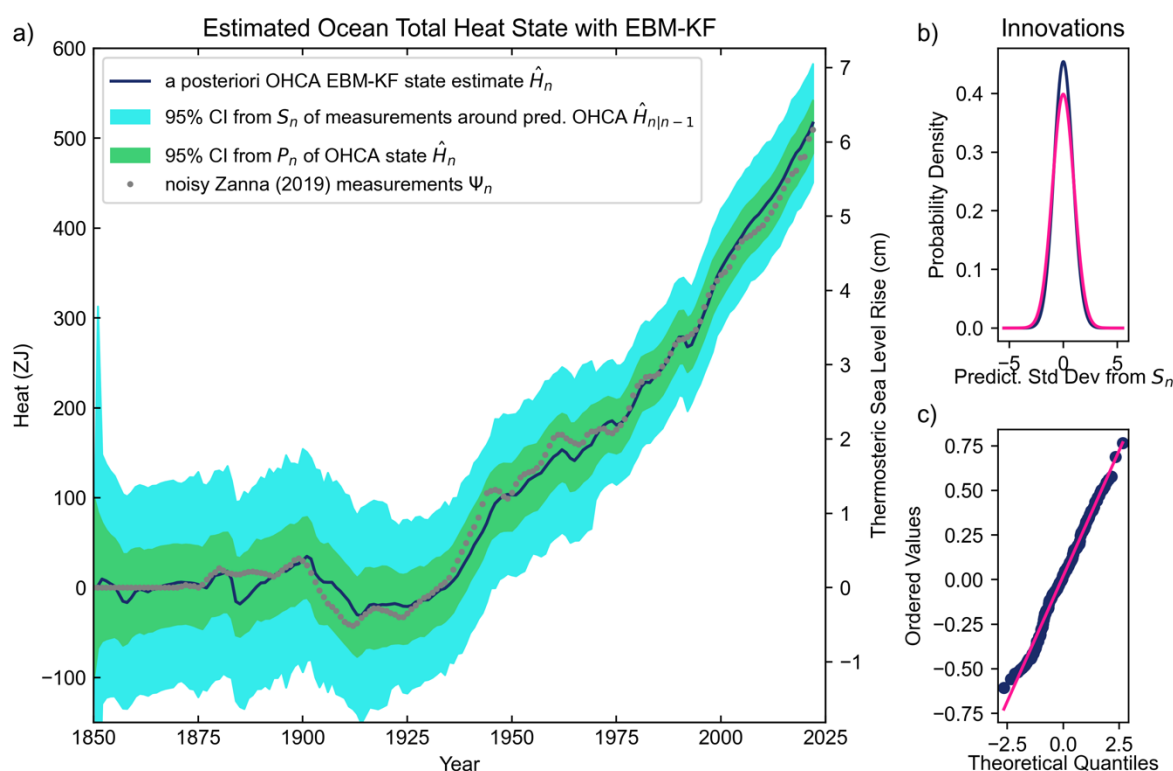 a)
Estimated Ocean Total Heat State with EBM-KF
a posteriori OHCA EBM-KF state estimate Ĥₙ
95% CI from Sₙ of measurements around pred. OHCA Ĥₙ|ₙ₋₁
95% CI from Pₙ of OHCA state Ĥₙ
noisy Zanna (2019) measurements Ψₙ
Heat (ZJ)
600
500
400
300
200
100
0
−100
1850
1875
1900
1925
1950
1975
2000
2025
Year
7
6
5
4
3
2
1
0
−1
Thermosteric Sea Level Rise (cm)
b)
Innovations
Probability Density
0.4
0.3
0.2
0.1
0.0
−5
0
5
Predict. Std Dev from Sₙ
c)
Ordered Values
0.75
0.50
0.25
0.00
−0.25
−0.50
−0.75
−2.5
0.0
2.5
Theoretical Quantiles